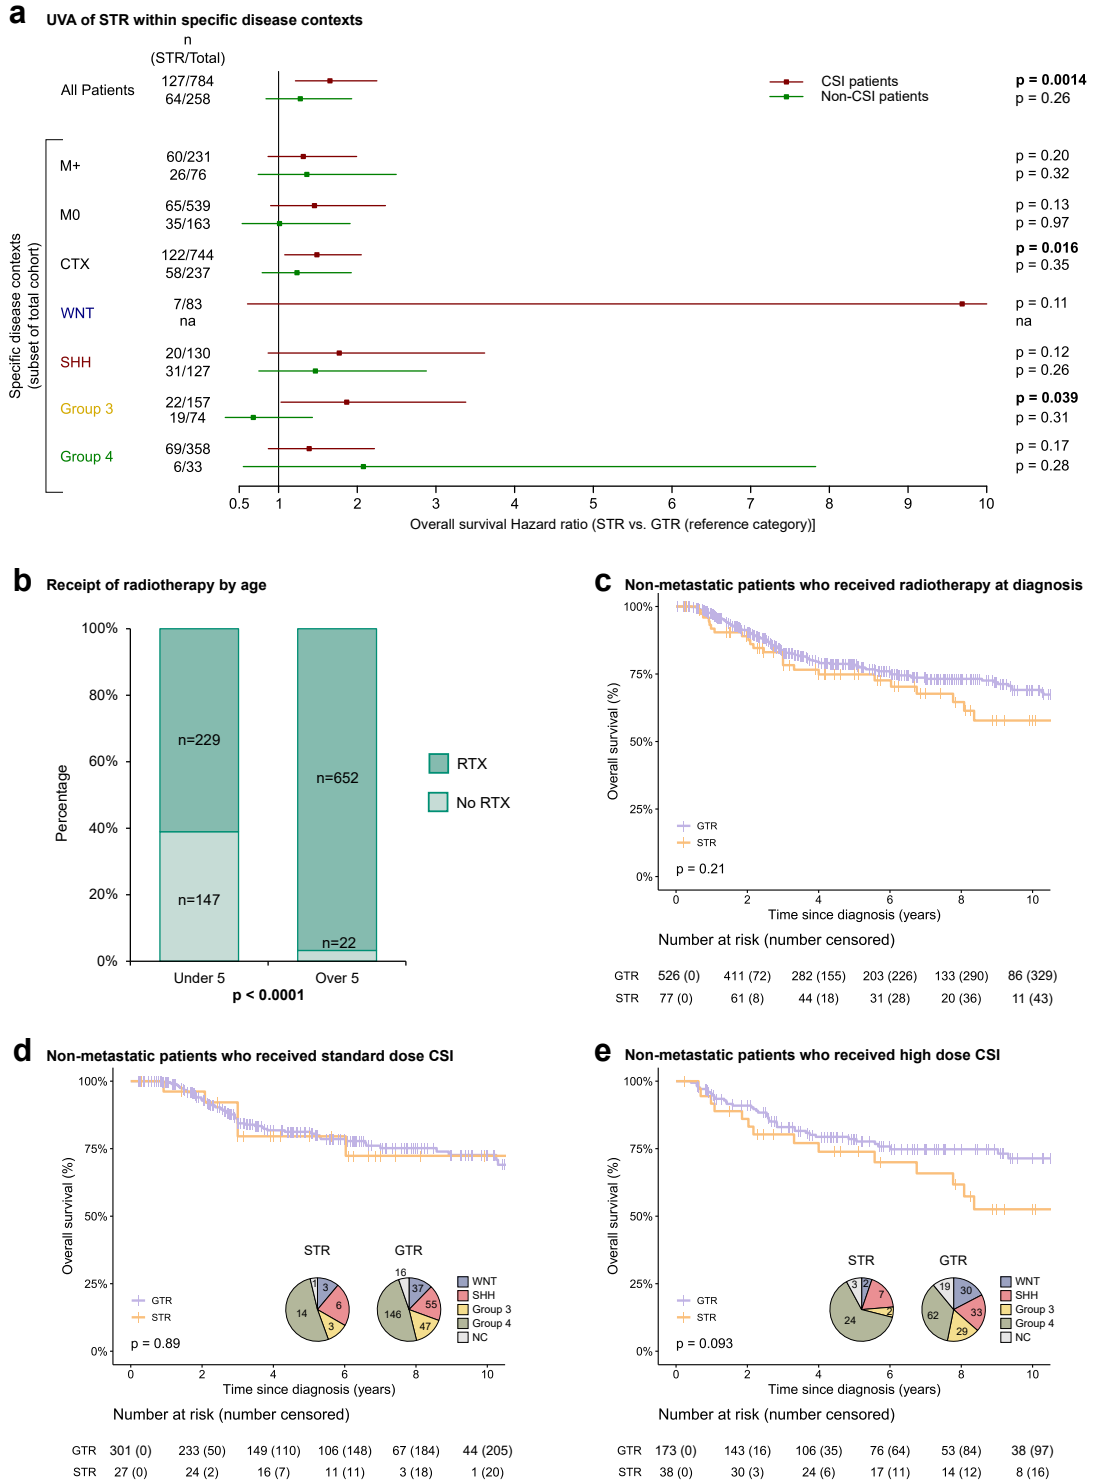 a UVA of STR within specific disease contexts
n
(STR/Total)
All Patients 127/784 p = 0.0014
64/258 p = 0.26
CSI patients
Non-CSI patients
Specific disease contexts
(subset of total cohort)
M+ 60/231 p = 0.20
26/76 p = 0.32
M0 65/539 p = 0.13
35/163 p = 0.97
CTX 122/744 p = 0.016
58/237 p = 0.35
WNT 7/83 p = 0.11
na na
SHH 20/130 p = 0.12
31/127 p = 0.26
Group 3 22/157 p = 0.039
19/74 p = 0.31
Group 4 69/358 p = 0.17
6/33 p = 0.28
0.5 1 2 3 4 5 6 7 8 9 10
Overall survival Hazard ratio (STR vs. GTR (reference category)]
b Receipt of radiotherapy by age
Percentage
100%
80%
60%
40%
20%
0%
n=229
n=147
n=652
n=22
RTX
No RTX
Under 5 Over 5
p < 0.0001
c Non-metastatic patients who received radiotherapy at diagnosis
Overall survival (%)
100%
75%
50%
25%
0%
GTR
STR
p = 0.21
0 2 4 6 8 10
Time since diagnosis (years)
Number at risk (number censored)
GTR 526 (0) 411 (72) 282 (155) 203 (226) 133 (290) 86 (329)
STR 77 (0) 61 (8) 44 (18) 31 (28) 20 (36) 11 (43)
d Non-metastatic patients who received standard dose CSI
Overall survival (%)
100%
75%
50%
25%
0%
GTR
STR
p = 0.89
STR
1 3 6 3 14
GTR
16 37 55 47 146
WNT
SHH
Group 3
Group 4
NC
0 2 4 6 8 10
Time since diagnosis (years)
Number at risk (number censored)
GTR 301 (0) 233 (50) 149 (110) 106 (148) 67 (184) 44 (205)
STR 27 (0) 24 (2) 16 (7) 11 (11) 3 (18) 1 (20)
e Non-metastatic patients who received high dose CSI
Overall survival (%)
100%
75%
50%
25%
0%
GTR
STR
p = 0.093
STR
3 2 7 2 24
GTR
19 30 33 29 62
WNT
SHH
Group 3
Group 4
NC
0 2 4 6 8 10
Time since diagnosis (years)
Number at risk (number censored)
GTR 173 (0) 143 (16) 106 (35) 76 (64) 53 (84) 38 (97)
STR 38 (0) 30 (3) 24 (6) 17 (11) 14 (12) 8 (16)